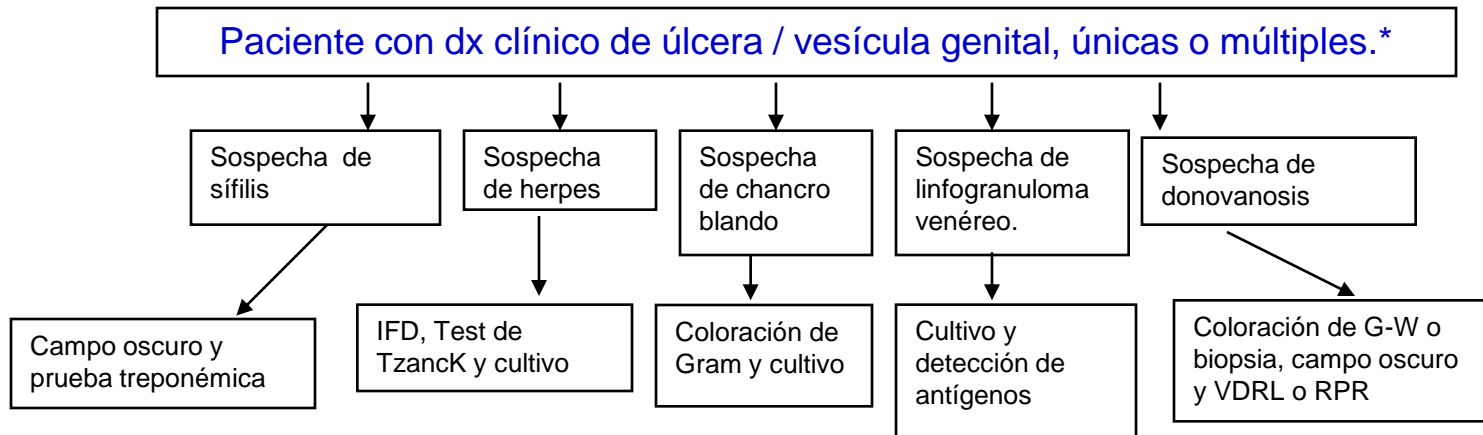 Paciente con dx clínico de úlcera / vesícula genital, únicas o múltiples.*
Sospecha de
sífilis
Sospecha
de herpes
Sospecha
de chancro
blando
Sospecha de
linfogranuloma
venéreo.
Sospecha de
donovanosis
Campo oscuro y
prueba treponémica
IFD, Test de
TzancK y cultivo
Coloración de
Gram y cultivo
Cultivo y
detección de
antígenos
Coloración de G-W o
biopsia, campo oscuro
y VDRL o RPR